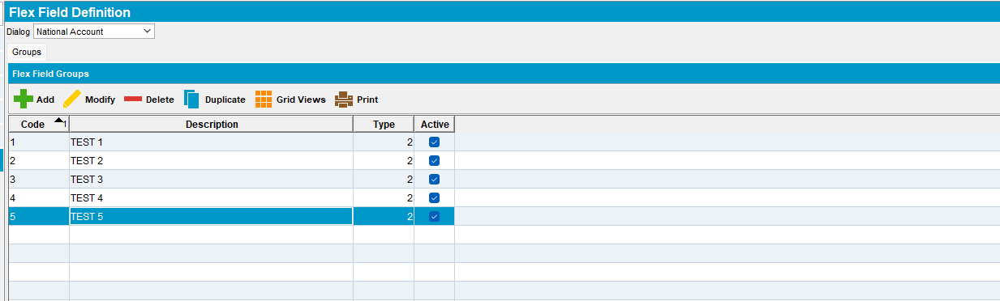 Flex Field Definition
Dialog National Account
Groups
Flex Field Groups
Add Modify Delete Duplicate Grid Views Print
Code 1 Description Type Active
1 TEST 1 2
2 TEST 2 2
3 TEST 3 2
4 TEST 4 2
5 TEST 5 2